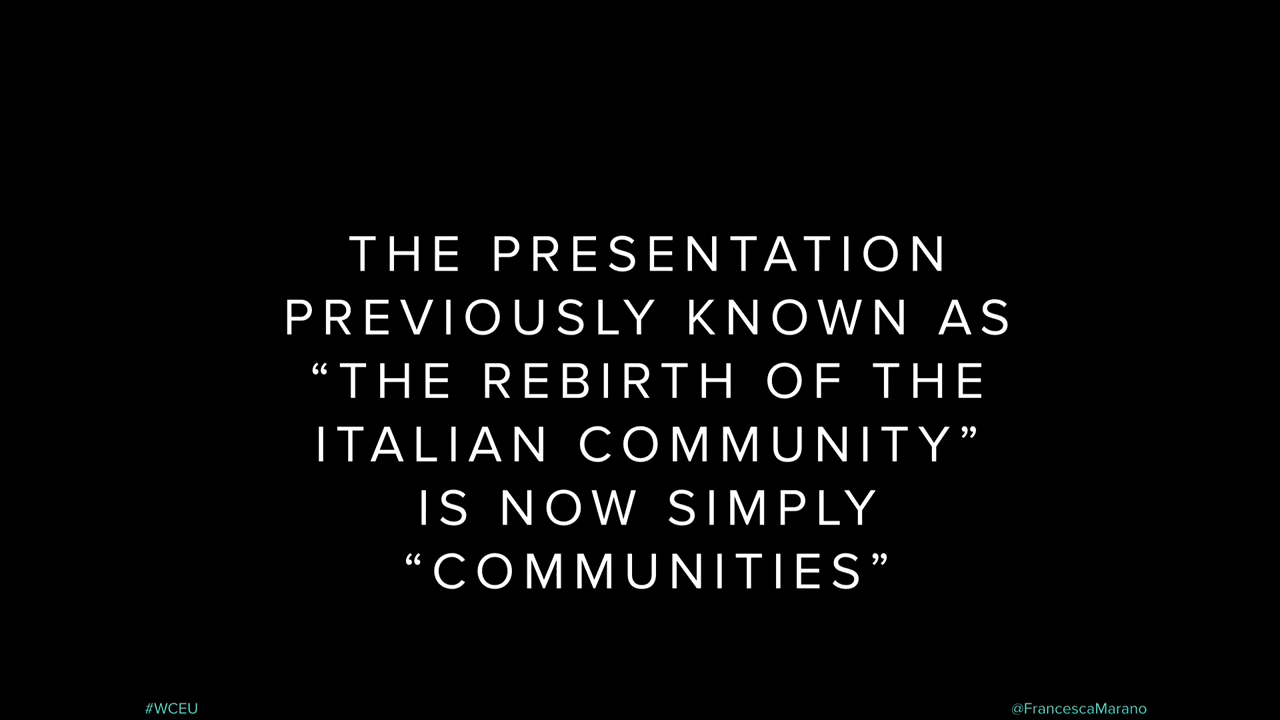 THE PRESENTATION
PREVIOUSLY KNOWN AS
“THE REBIRTH OF THE
ITALIAN COMMUNITY”
IS NOW SIMPLY
“COMMUNITIES”
#WCEU
@FrancescaMarano